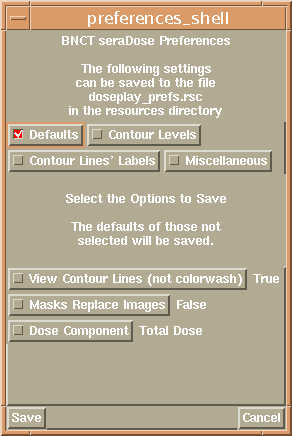 preferences_shell
BNCT seraDose Preferences
The following settings
can be saved to the file
doseplay_prefs.rsc
in the resources directory
Defaults Contour Levels
Contour Lines' Labels Miscellaneous
Select the Options to Save
The defaults of those not
selected will be saved.
View Contour Lines (not colorwash) True
Masks Replace Images False
Dose Component Total Dose
Save Cancel